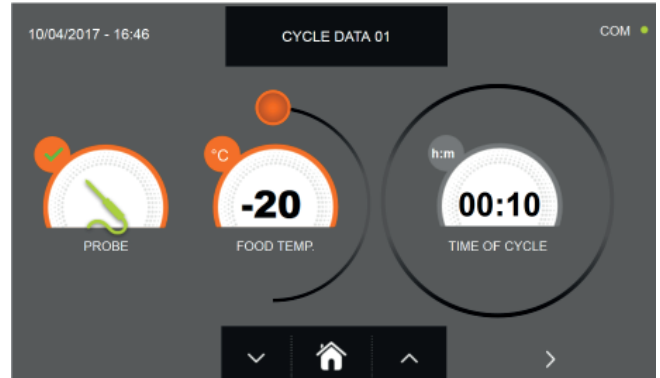 10/04/2017 - 16:46
CYCLE DATA 01
COM
°C
h:m
-20
00:10
PROBE
FOOD TEMP.
TIME OF CYCLE